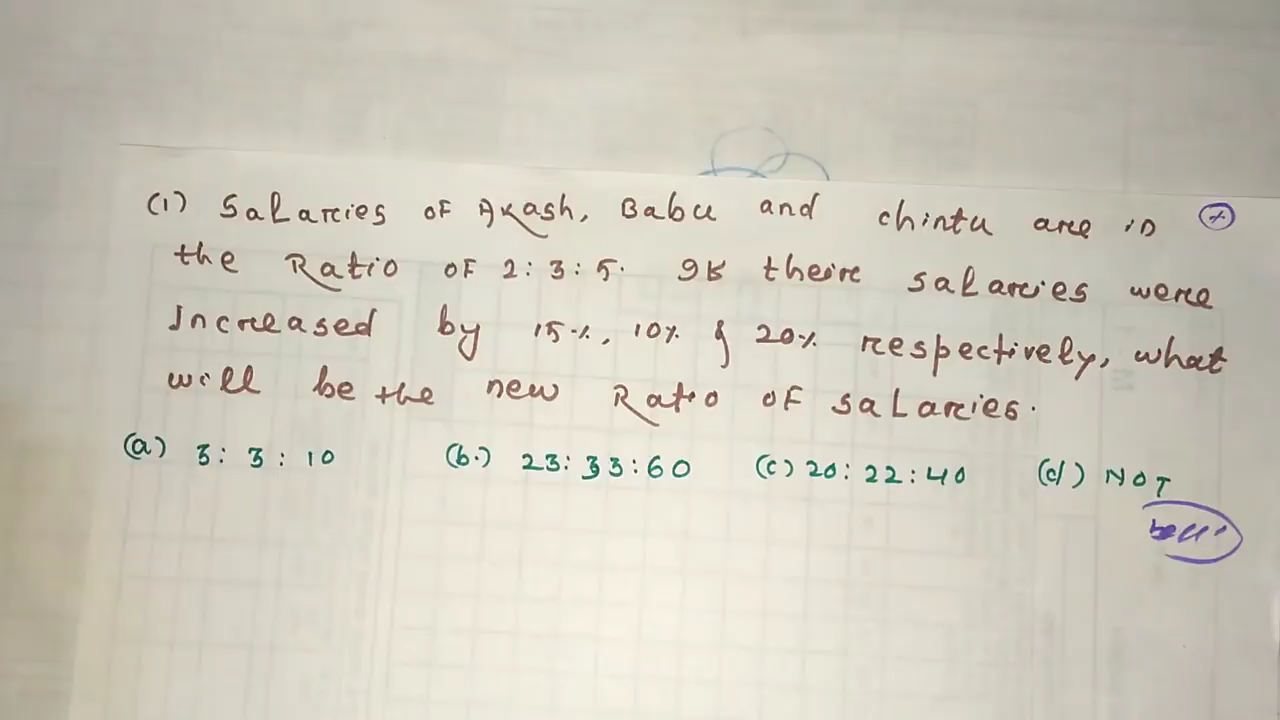 (1) Salaries of Akash, Babu and chintu are in
the Ratio of 2:3:5. If their salaries were
Increased by 15%, 10% & 20% respectively, what
will be the new Ratio of salaries.
(a) 3:3:10 (b.) 23:33:60 (c) 20:22:40 (d) NOT